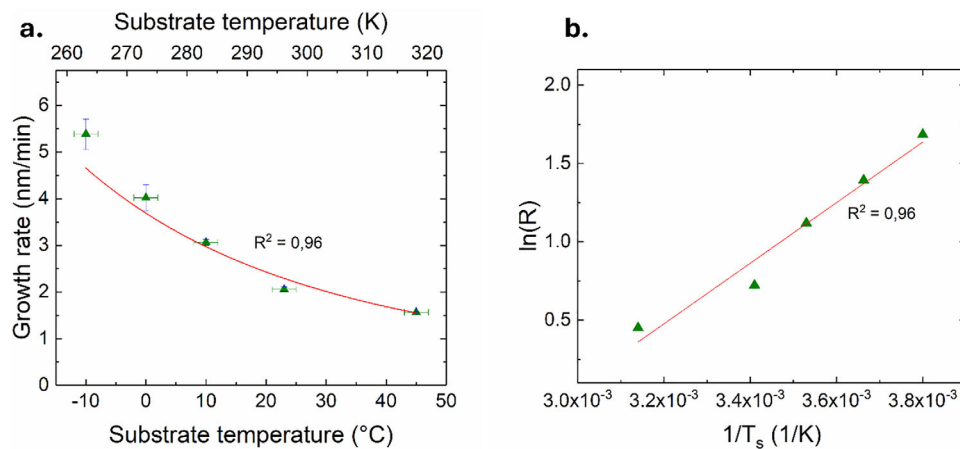 a.
Substrate temperature (K)
260 270 280 290 300 310 320
Growth rate (nm/min)
6
5
4
3
2
1
0
R² = 0,96
-10 0 10 20 30 40 50
Substrate temperature (°C)
b.
ln(R)
2.0
1.5
1.0
0.5
R² = 0,96
3.0x10⁻³ 3.2x10⁻³ 3.4x10⁻³ 3.6x10⁻³ 3.8x10⁻³
1/Tₛ (1/K)